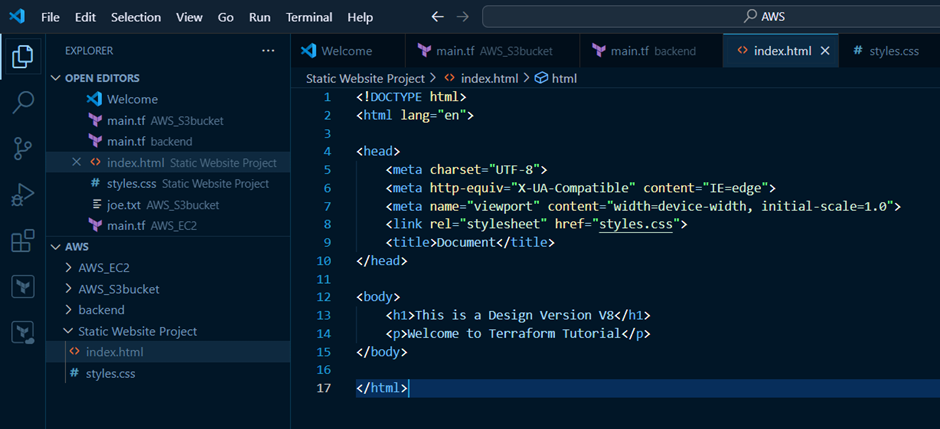 File Edit Selection View Go Run Terminal Help
AWS
EXPLORER
OPEN EDITORS
Welcome
main.tf AWS_S3bucket
main.tf backend
index.html Static Website Project
styles.css Static Website Project
joe.txt AWS_S3bucket
main.tf AWS_EC2
AWS
AWS_EC2
AWS_S3bucket
backend
Static Website Project
index.html
styles.css
Welcome main.tf AWS_S3bucket main.tf backend index.html styles.css
Static Website Project > index.html > html
1 <!DOCTYPE html>
2 <html lang="en">
3
4 <head>
5 <meta charset="UTF-8">
6 <meta http-equiv="X-UA-Compatible" content="IE=edge">
7 <meta name="viewport" content="width=device-width, initial-scale=1.0">
8 <link rel="stylesheet" href="styles.css">
9 <title>Document</title>
10 </head>
11
12 <body>
13 <h1>This is a Design Version V8</h1>
14 <p>Welcome to Terraform Tutorial</p>
15 </body>
16
17 </html>